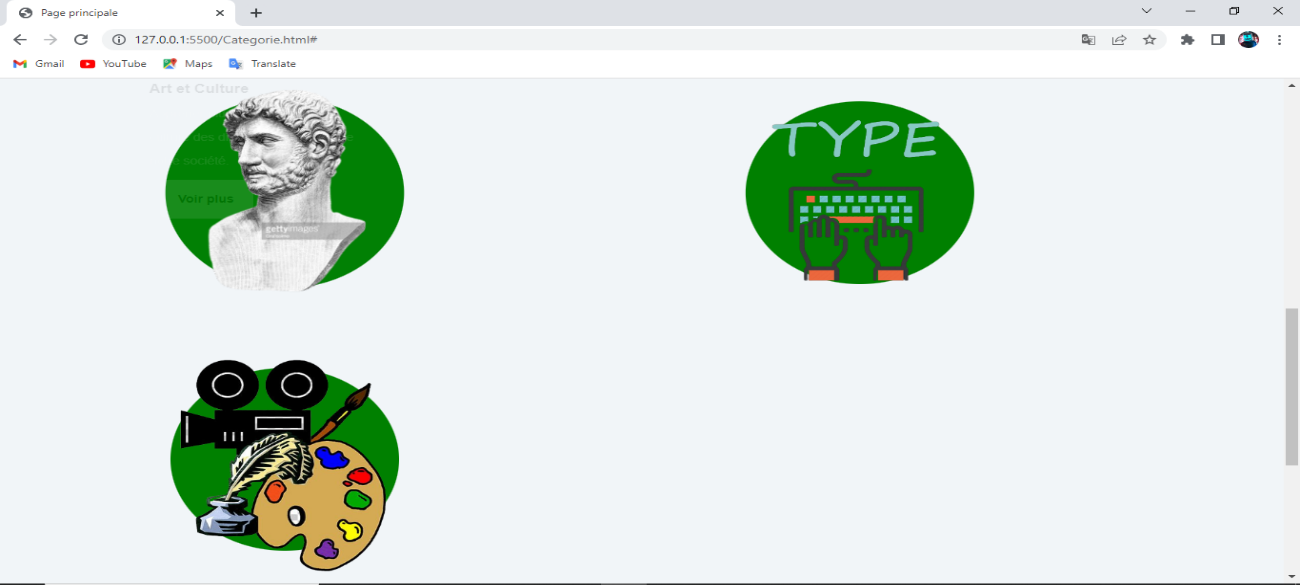 Page principale
127.0.0.1:5500/Categorie.html#
Gmail
YouTube
Maps
Translate
Art et Culture
TYPE
des d
e
société
Voir plus
gettyimages